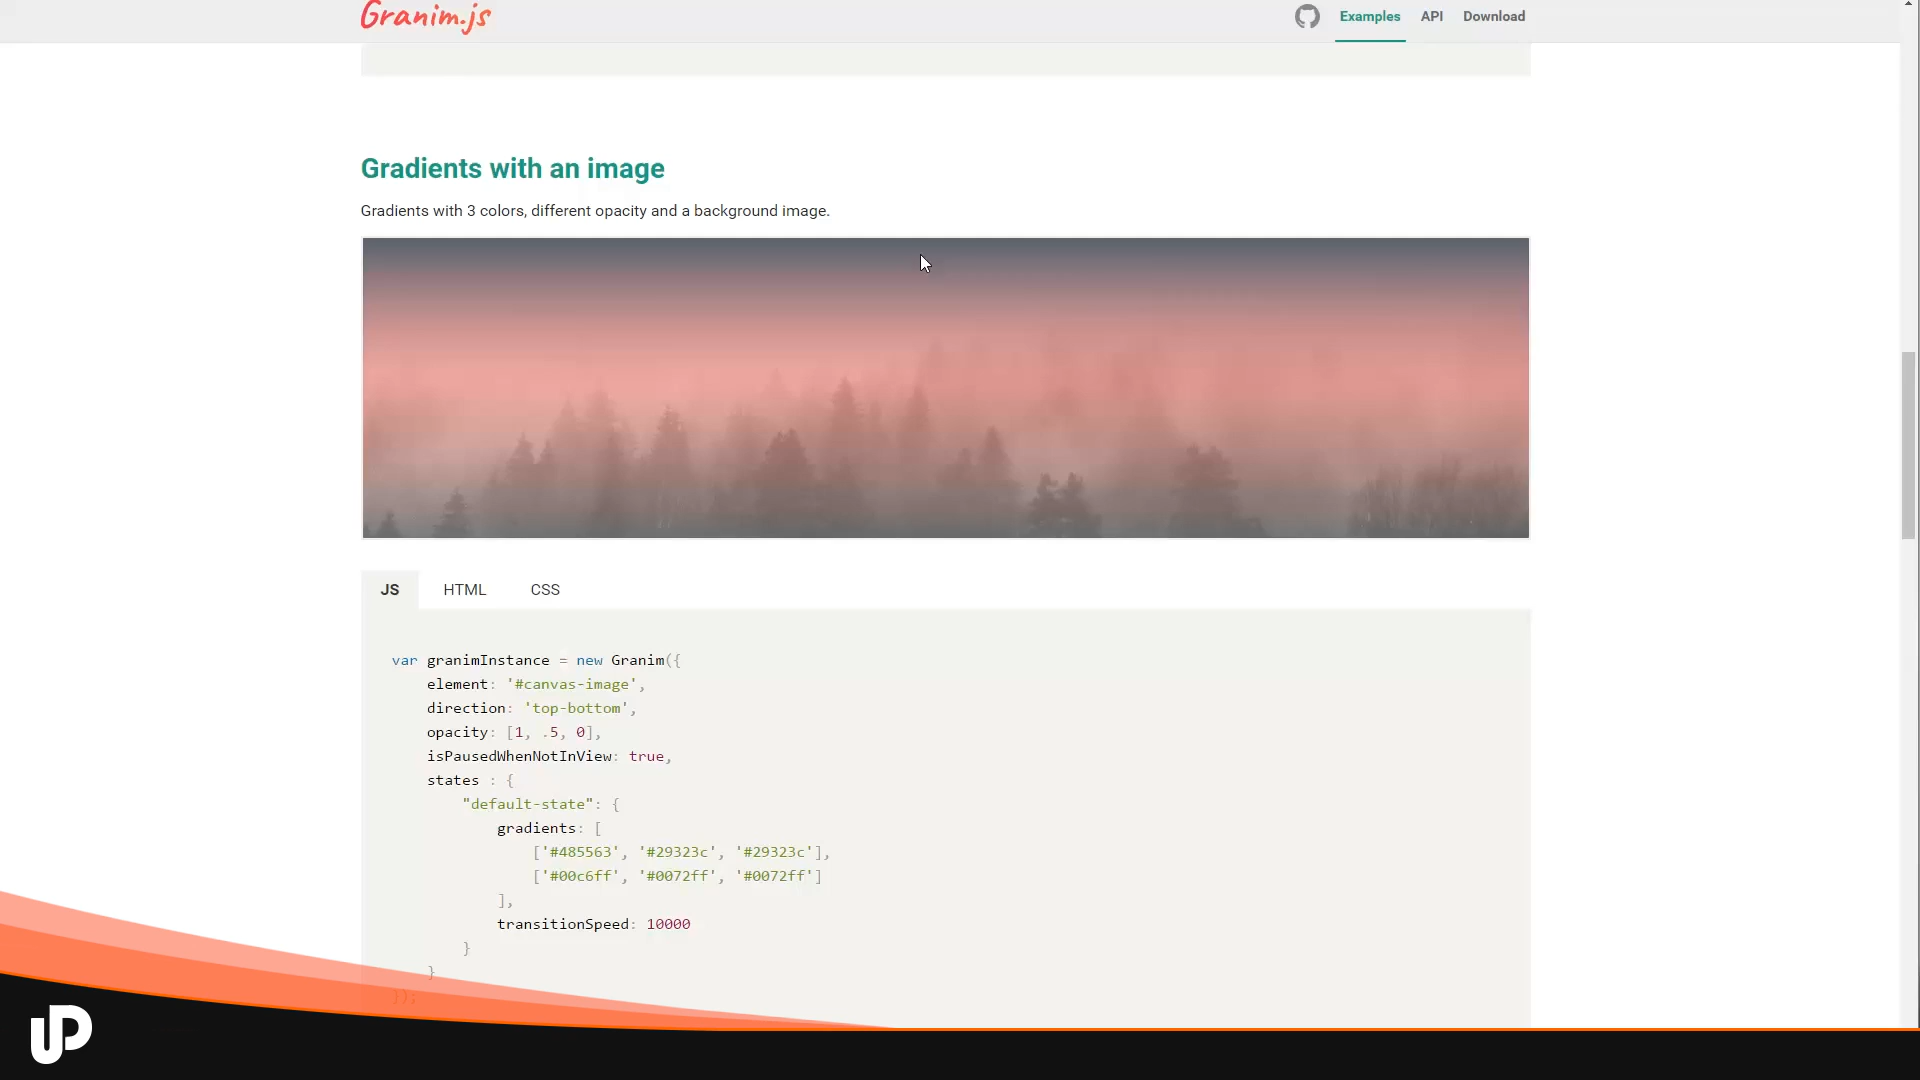 Granim.js
Examples
API
Download
Gradients with an image
Gradients with 3 colors, different opacity and a background image.
JS
HTML
CSS
var granimInstance = new Granim({
element: '#canvas-image',
direction: 'top-bottom',
opacity: [1, .5, 0],
isPausedWhenNotInView: true,
states : {
"default-state": {
gradients: [
['#485563', '#29323c', '#29323c'],
['#00c6ff', '#0072ff', '#0072ff']
],
transitionSpeed: 10000
}
}
});
UP